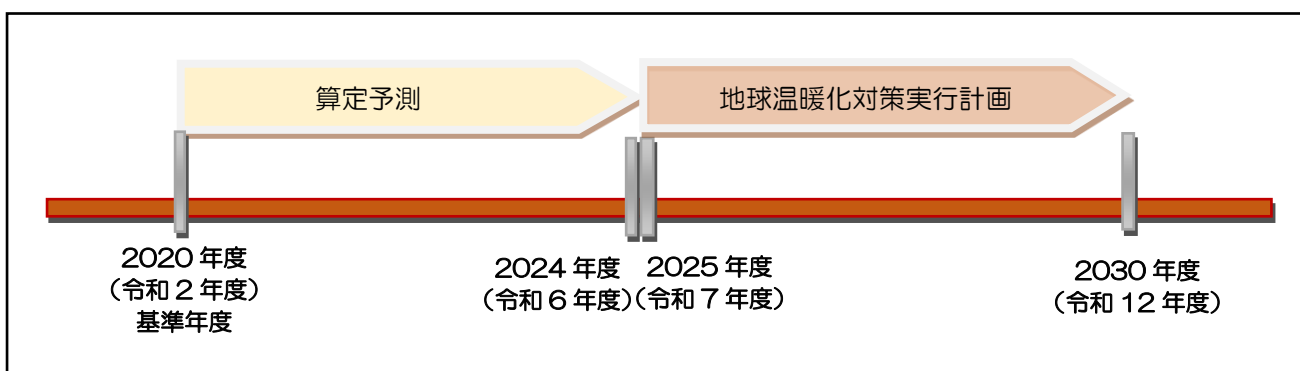 算定予測
地球温暖化対策実行計画
2020 年度
（令和 2 年度）
基準年度
2024 年度
（令和 6 年度）
2025 年度
（令和 7 年度）
2030 年度
（令和 12 年度）